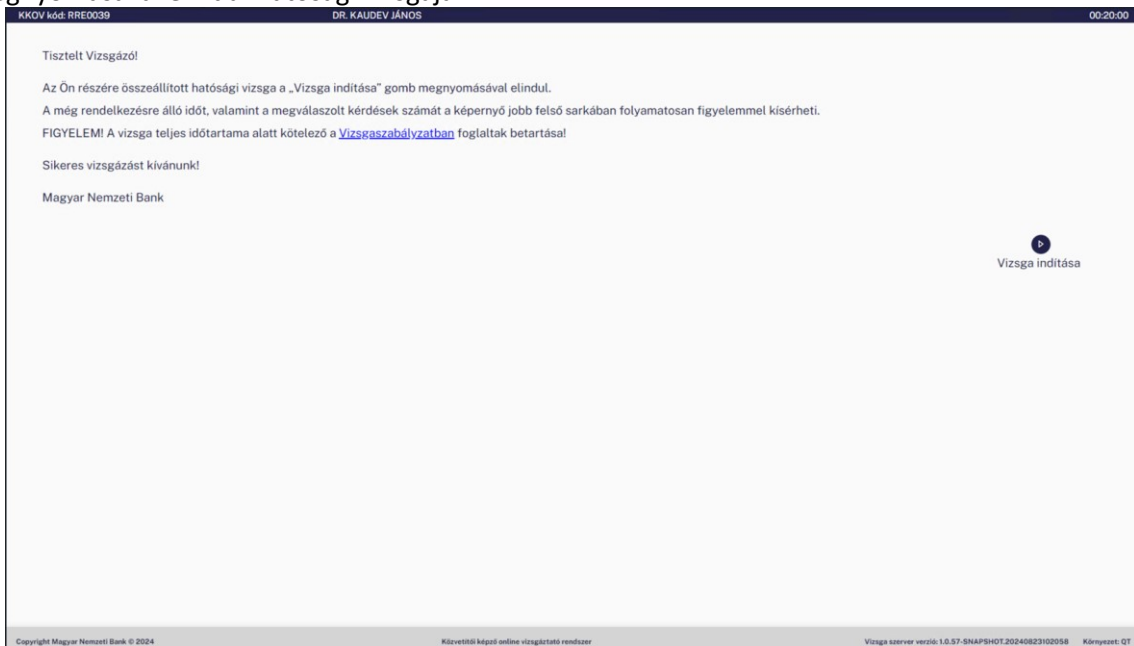 KKOV kód: RRE0039 DR. KAUDEV JÁNOS 00:20:00
Tisztelt Vizsgázó!
Az Ön részére összeállított hatósági vizsga a „Vizsga indítása” gomb megnyomásával elindul.
A még rendelkezésre álló időt, valamint a megválaszolt kérdések számát a képernyő jobb felső sarkában folyamatosan figyelemmel kísérheti.
FIGYELEM! A vizsga teljes időtartama alatt kötelező a Vizsgaszabályzatban foglaltak betartása!
Sikeres vizsgázást kívánunk!
Magyar Nemzeti Bank
Vizsga indítása
Copyright Magyar Nemzeti Bank © 2024 Közvetítői képző online vizsgáztató rendszer Vizsga szerver verzió: 1.0.57-SNAPSHOT.20240823102058 Környezet: QT